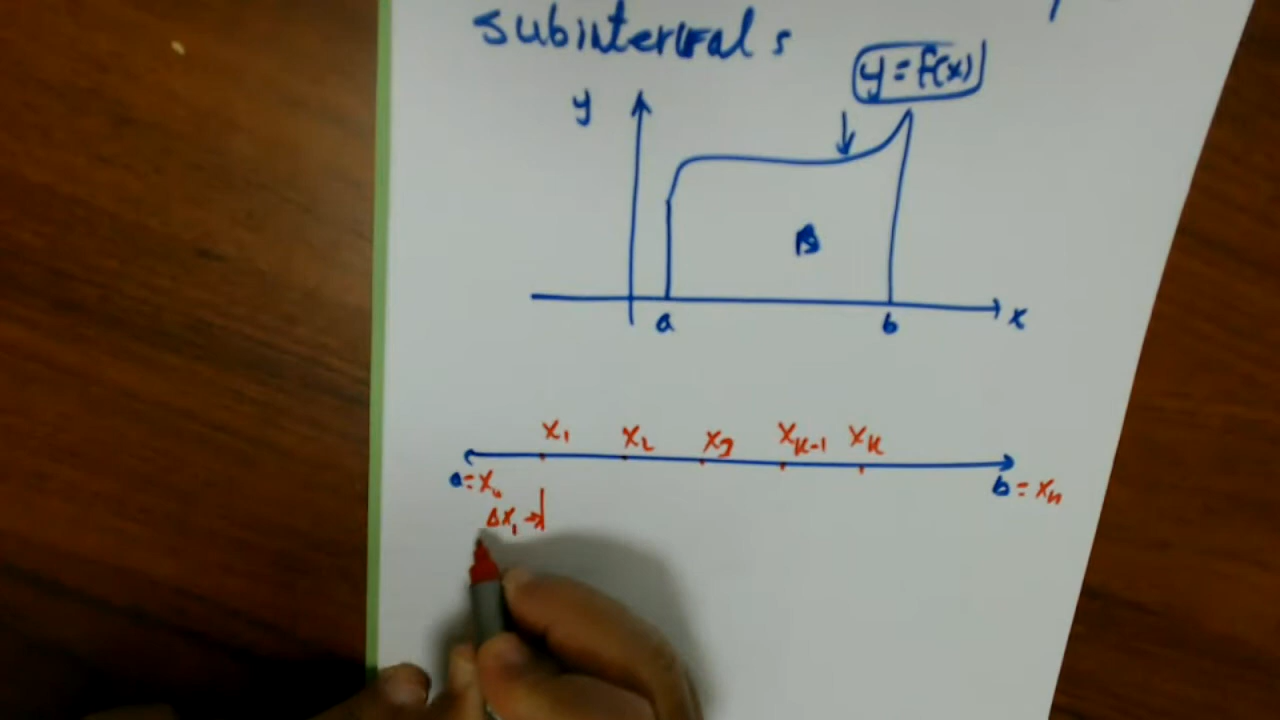 subintervals
y = f(x)
y
B
a b x
x₁ x₂ x₃ xₖ₋₁ xₖ
a = x₀ b = xₙ
Δx₁